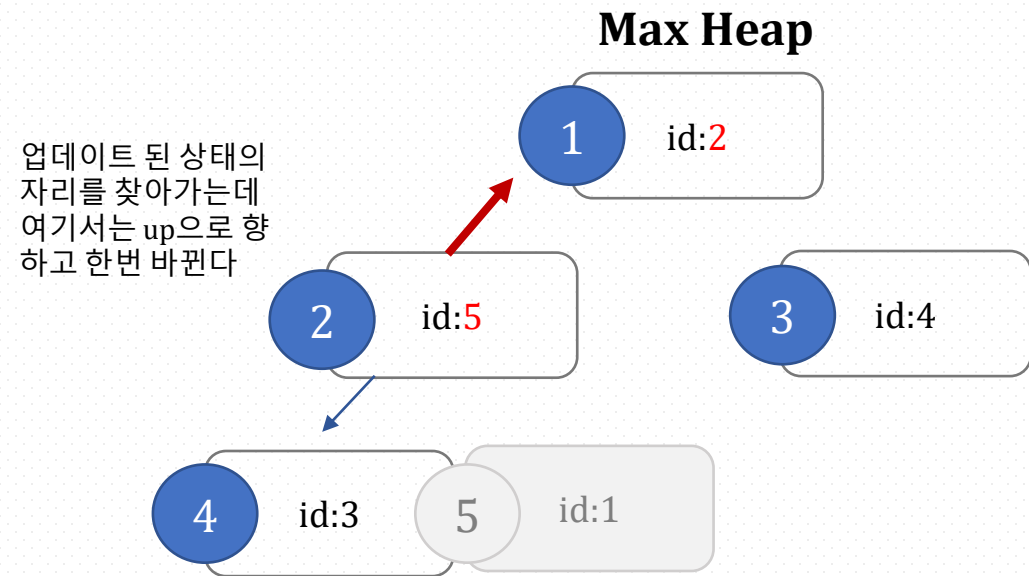 Max Heap
업데이트 된 상태의
자리를 찾아가는데
여기서는 up으로 향
하고 한번 바뀐다
1 id:2
2 id:5
3 id:4
4 id:3
5 id:1